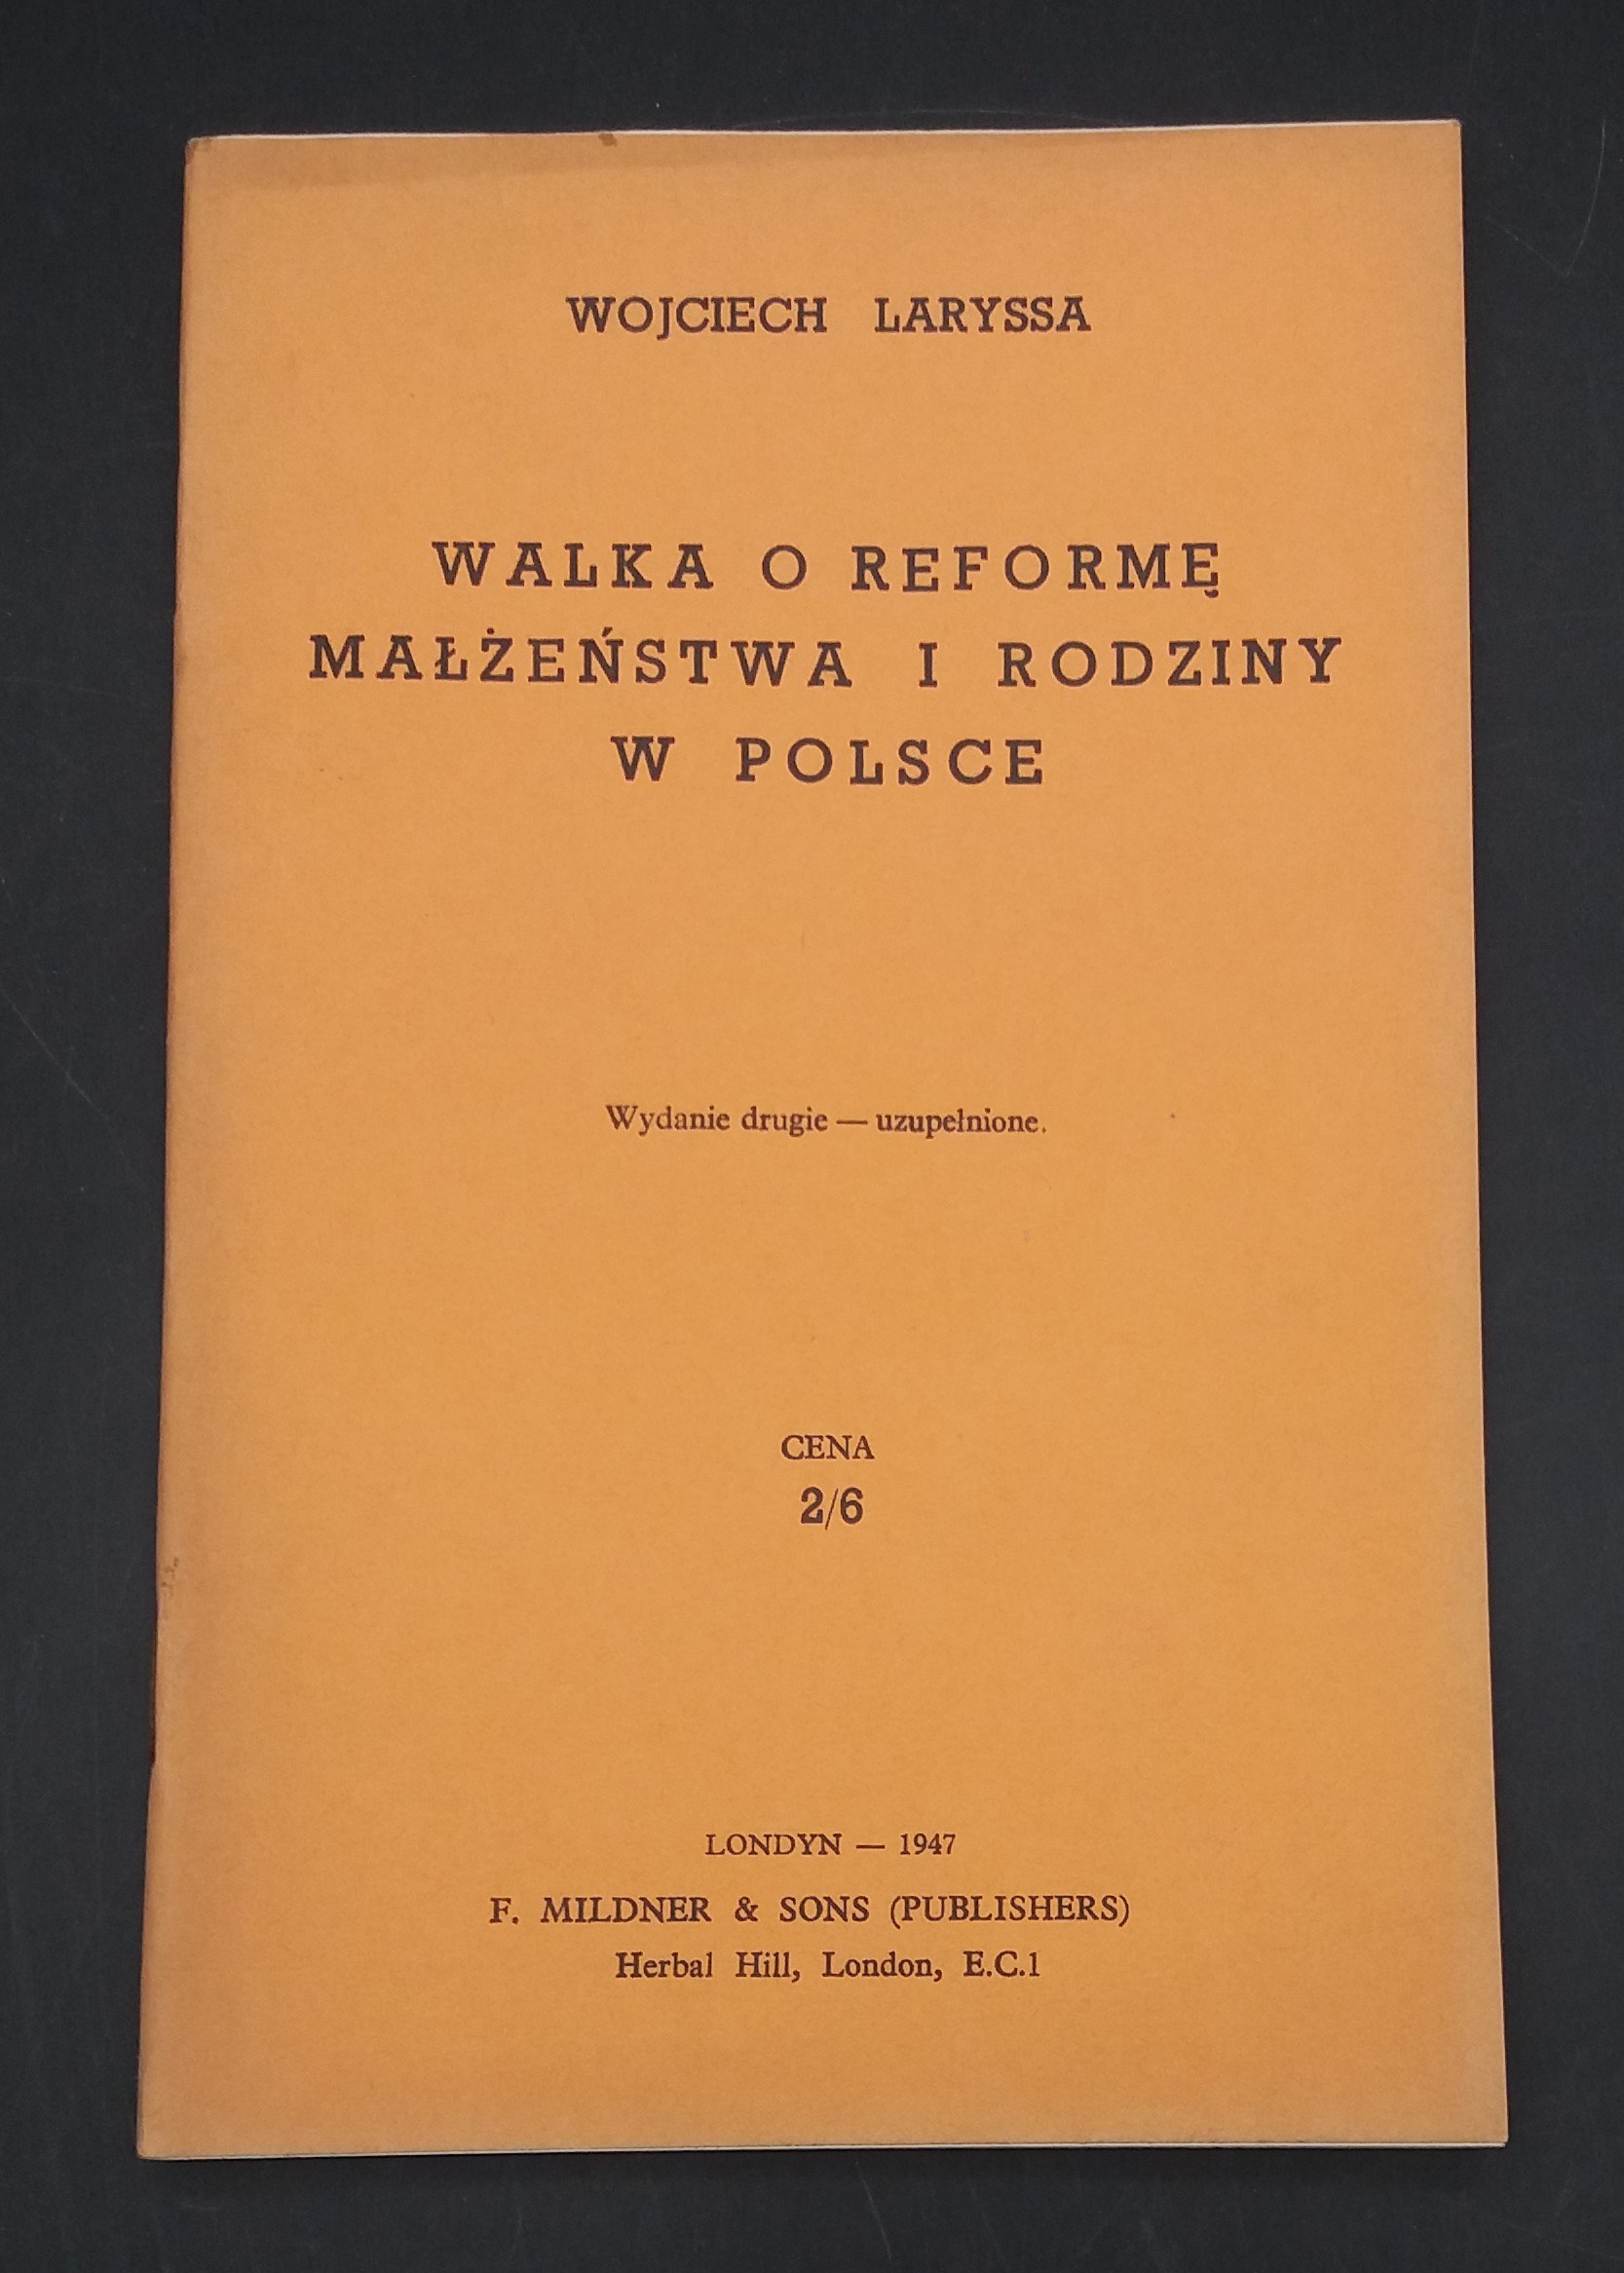 WOJCIECH LARYSSA
WALKA O REFORMĘ
MAŁŻEŃSTWA I RODZINY
W POLSCE
Wydanie drugie — uzupełnione.
CENA
2/6
LONDYN — 1947
F. MILDNER & SONS (PUBLISHERS)
Herbal Hill, London, E.C.1